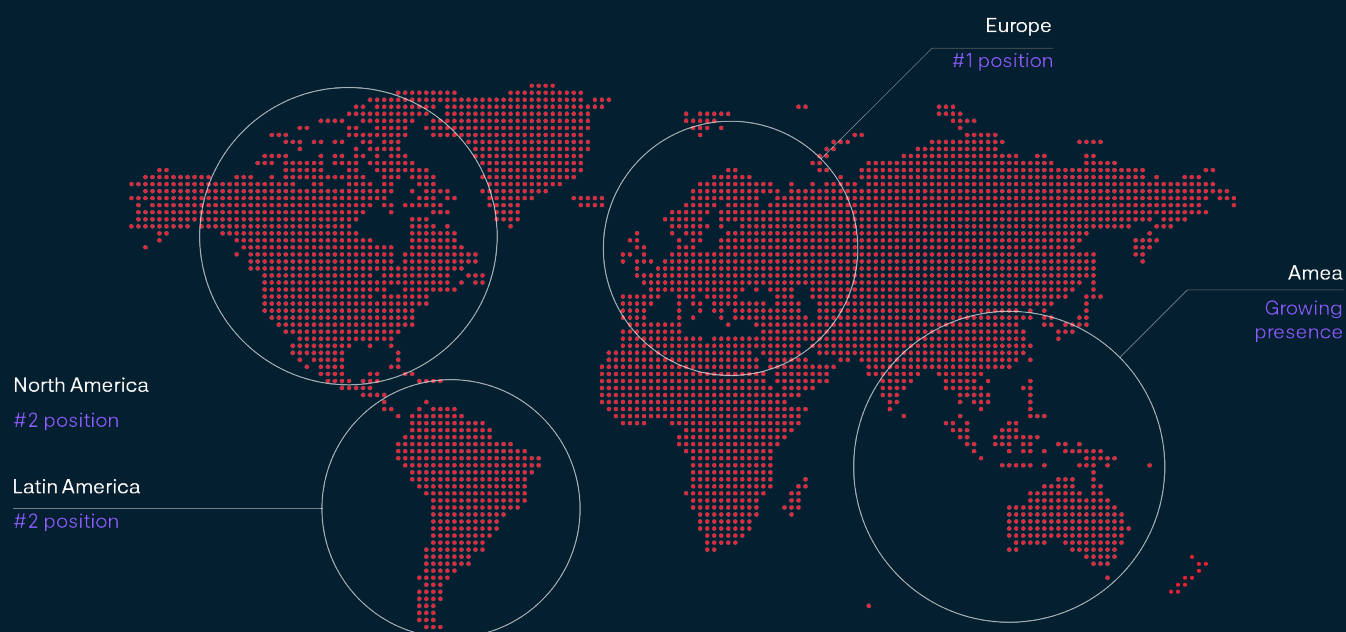 Europe
#1 position
Amea
Growing
presence
North America
#2 position
Latin America
#2 position